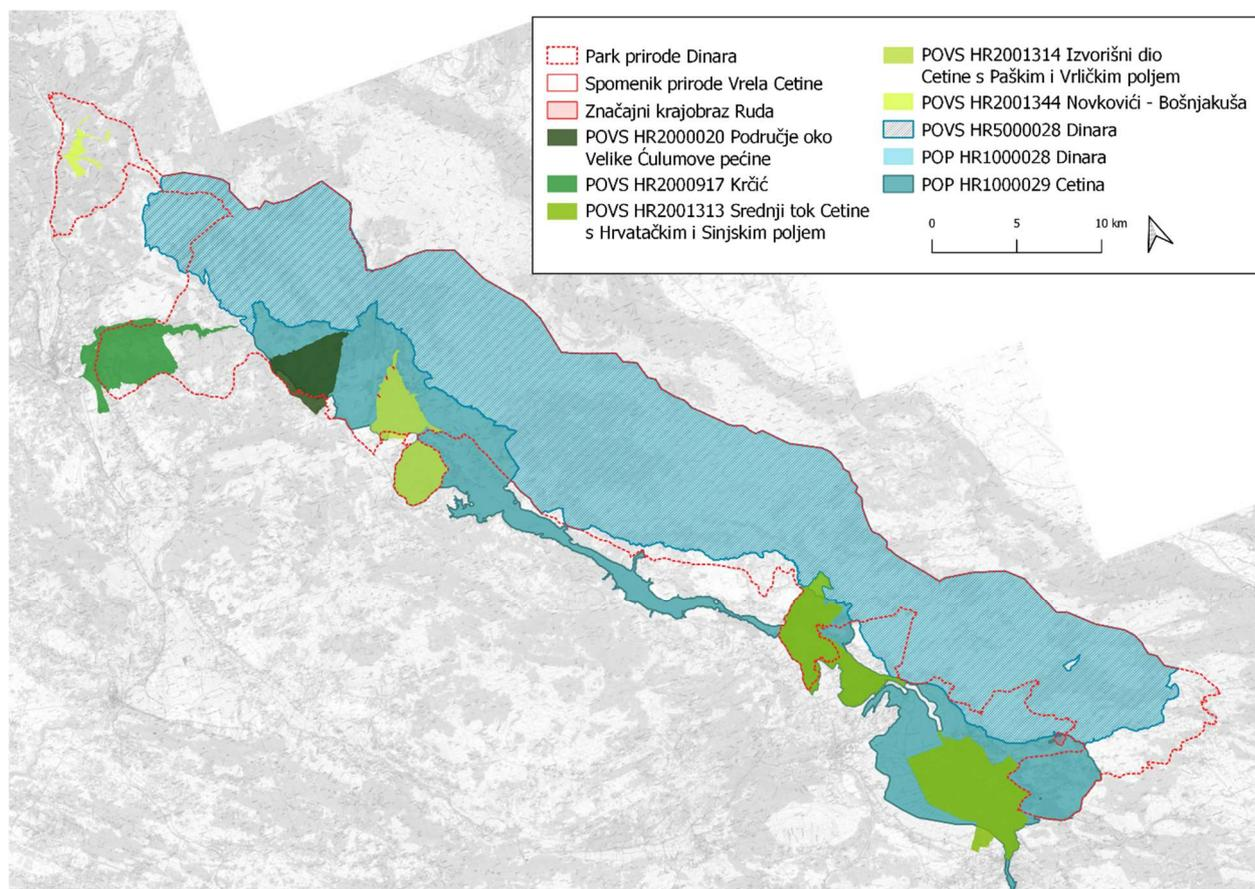 Park prirode Dinara
Spomenik prirode Vrela Cetine
Značajni krajobraz Ruda
POVS HR2000020 Područje oko
Velike Ćulumove pećine
POVS HR2000917 Krčić
POVS HR2001313 Srednji tok Cetine
s Hrvatačkim i Sinjskim poljem
POVS HR2001314 Izvorišni dio
Cetine s Paškim i Vrličkim poljem
POVS HR2001344 Novkovići - Bošnjakuša
POVS HR5000028 Dinara
POP HR1000028 Dinara
POP HR1000029 Cetina
0 5 10 km